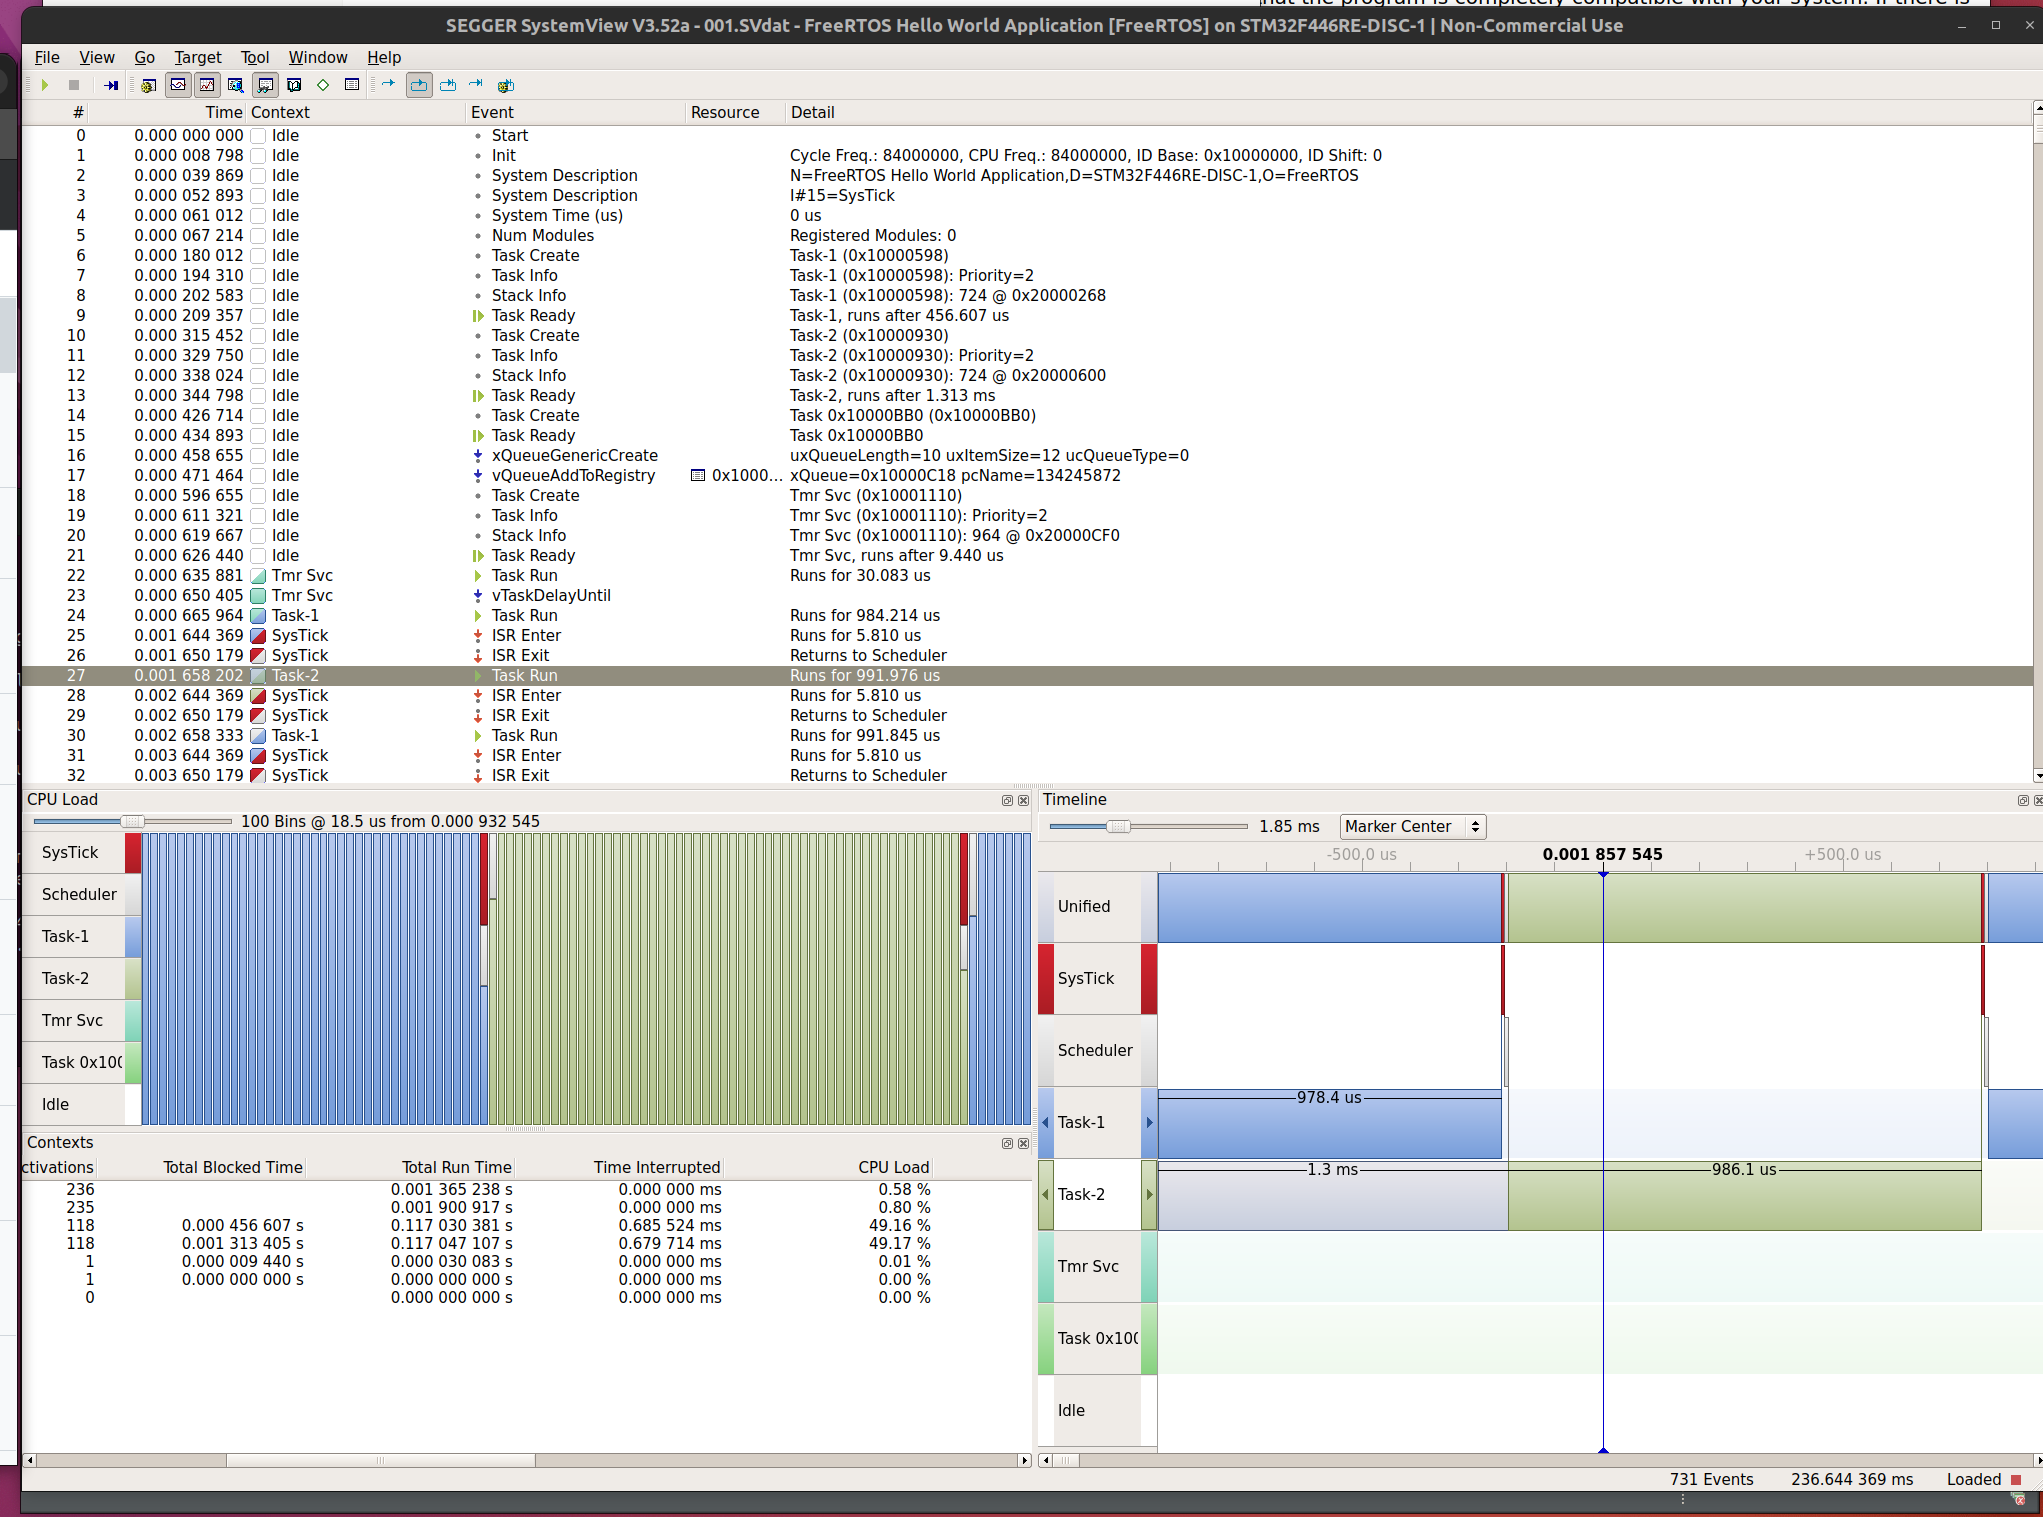 hat the program is completely compatible with your system. If there is
SEGGER SystemView V3.52a - 001.SVdat - FreeRTOS Hello World Application [FreeRTOS] on STM32F446RE-DISC-1 | Non-Commercial Use
File View Go Target Tool Window Help
# Time Context Event Resource Detail
0 0.000 000 000 Idle Start
1 0.000 008 798 Idle Init Cycle Freq.: 84000000, CPU Freq.: 84000000, ID Base: 0x10000000, ID Shift: 0
2 0.000 039 869 Idle System Description N=FreeRTOS Hello World Application,D=STM32F446RE-DISC-1,O=FreeRTOS
3 0.000 052 893 Idle System Description I#15=SysTick
4 0.000 061 012 Idle System Time (us) 0 us
5 0.000 067 214 Idle Num Modules Registered Modules: 0
6 0.000 180 012 Idle Task Create Task-1 (0x10000598)
7 0.000 194 310 Idle Task Info Task-1 (0x10000598): Priority=2
8 0.000 202 583 Idle Stack Info Task-1 (0x10000598): 724 @ 0x20000268
9 0.000 209 357 Idle Task Ready Task-1, runs after 456.607 us
10 0.000 315 452 Idle Task Create Task-2 (0x10000930)
11 0.000 329 750 Idle Task Info Task-2 (0x10000930): Priority=2
12 0.000 338 024 Idle Stack Info Task-2 (0x10000930): 724 @ 0x20000600
13 0.000 344 798 Idle Task Ready Task-2, runs after 1.313 ms
14 0.000 426 714 Idle Task Create Task 0x10000BB0 (0x10000BB0)
15 0.000 434 893 Idle Task Ready Task 0x10000BB0
16 0.000 458 655 Idle xQueueGenericCreate uxQueueLength=10 uxItemSize=12 ucQueueType=0
17 0.000 471 464 Idle vQueueAddToRegistry 0x1000... xQueue=0x10000C18 pcName=134245872
18 0.000 596 655 Idle Task Create Tmr Svc (0x10001110)
19 0.000 611 321 Idle Task Info Tmr Svc (0x10001110): Priority=2
20 0.000 619 667 Idle Stack Info Tmr Svc (0x10001110): 964 @ 0x20000CF0
21 0.000 626 440 Idle Task Ready Tmr Svc, runs after 9.440 us
22 0.000 635 881 Tmr Svc Task Run Runs for 30.083 us
23 0.000 650 405 Tmr Svc vTaskDelayUntil
24 0.000 665 964 Task-1 Task Run Runs for 984.214 us
25 0.001 644 369 SysTick ISR Enter Runs for 5.810 us
26 0.001 650 179 SysTick ISR Exit Returns to Scheduler
27 0.001 658 202 Task-2 Task Run Runs for 991.976 us
28 0.002 644 369 SysTick ISR Enter Runs for 5.810 us
29 0.002 650 179 SysTick ISR Exit Returns to Scheduler
30 0.002 658 333 Task-1 Task Run Runs for 991.845 us
31 0.003 644 369 SysTick ISR Enter Runs for 5.810 us
32 0.003 650 179 SysTick ISR Exit Returns to Scheduler
CPU Load
100 Bins @ 18.5 us from 0.000 932 545
SysTick
Scheduler
Task-1
Task-2
Tmr Svc
Task 0x100
Idle
Contexts
ctivations Total Blocked Time Total Run Time Time Interrupted CPU Load
236 0.001 365 238 s 0.000 000 ms 0.58 %
235 0.001 900 917 s 0.000 000 ms 0.80 %
118 0.000 456 607 s 0.117 030 381 s 0.685 524 ms 49.16 %
118 0.001 313 405 s 0.117 047 107 s 0.679 714 ms 49.17 %
1 0.000 009 440 s 0.000 030 083 s 0.000 000 ms 0.01 %
1 0.000 000 000 s 0.000 000 000 s 0.000 000 ms 0.00 %
0 0.000 000 000 s 0.000 000 ms 0.00 %
Timeline
1.85 ms Marker Center
-500.0 us 0.001 857 545 +500.0 us
Unified
SysTick
Scheduler
Task-1 978.4 us
Task-2 1.3 ms 986.1 us
Tmr Svc
Task 0x100
Idle
731 Events 236.644 369 ms Loaded